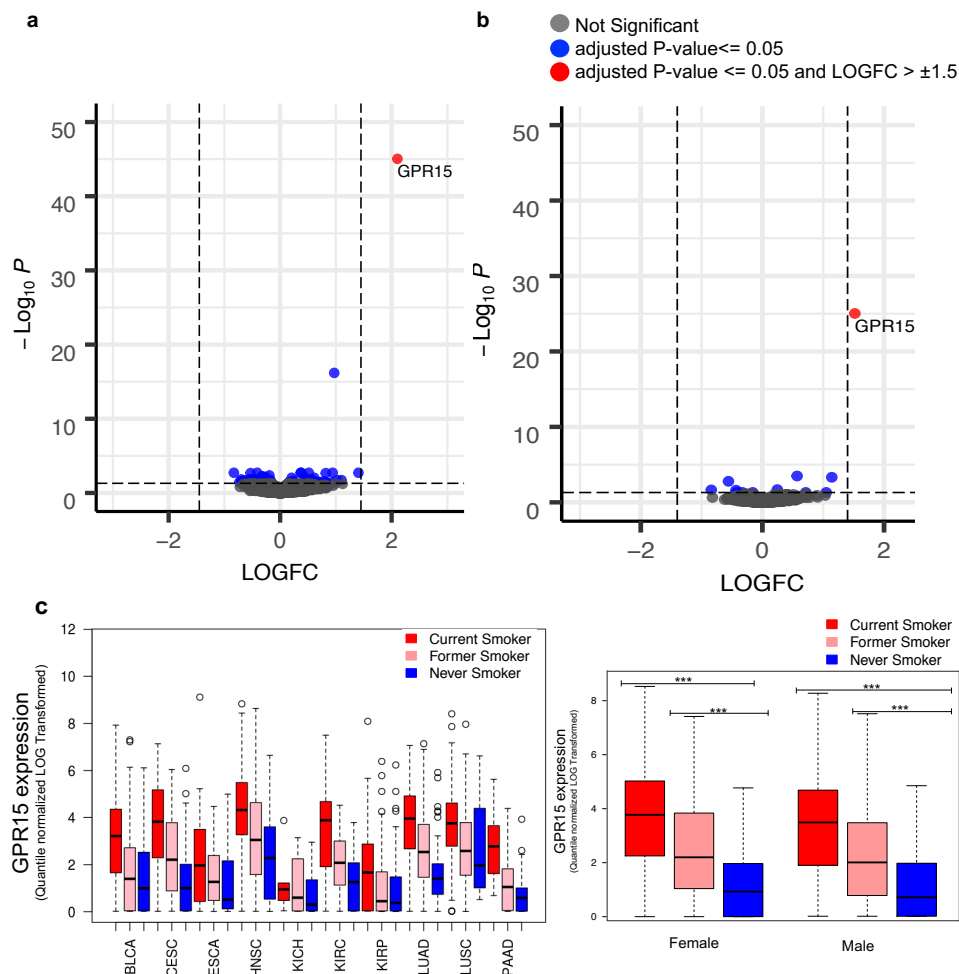 a
50
40
30
20
10
0
−2
0
2
− Log10 P
LOGFC
GPR15
b
Not Significant
adjusted P-value<= 0.05
adjusted P-value <= 0.05 and LOGFC > ±1.5
50
40
30
20
10
0
−2
0
2
− Log10 P
LOGFC
GPR15
c
12
10
8
6
4
2
0
GPR15 expression
(Quantile normalized LOG Transformed)
Current Smoker
Former Smoker
Never Smoker
BLCA
CESC
ESCA
HNSC
KICH
KIRC
KIRP
LUAD
LUSC
PAAD
Current Smoker
Former Smoker
Never Smoker
8
6
4
2
0
GPR15 expression
(Quantile normalized LOG Transformed)
***
***
***
***
Female
Male